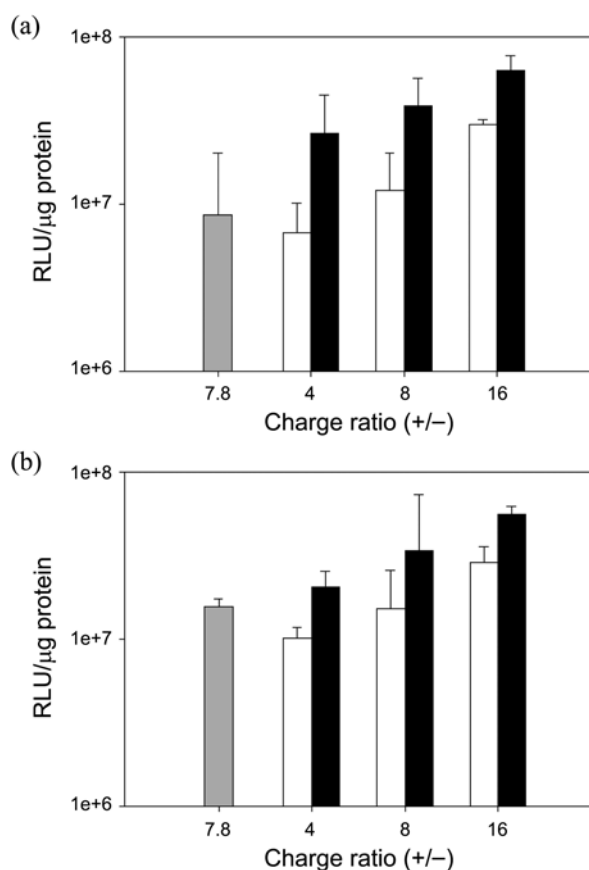 (a)
1e+8
1e+7
1e+6
RLU/μg protein
7.8 4 8 16
Charge ratio (+/−)
(b)
1e+8
1e+7
1e+6
RLU/μg protein
7.8 4 8 16
Charge ratio (+/−)